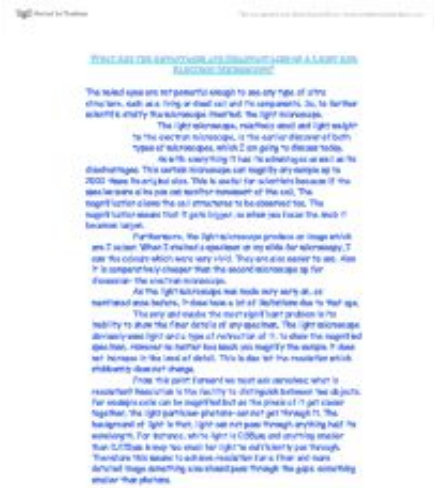 WHAT ARE THE ADVANTAGES AND DISADVANTAGES OF A LIGHT AND
ELECTRON MICROSCOPE?
The naked eyes are not powerful enough to see any type of ultra
structure, such as a living or dead cell and its components. So, to further
scientific study the microscope invented: the light microscope.
The light microscope,
to the electron microscope, is the earlier discover of both
types of microscopes, which I am going to discuss today.
As with everything it has its advantages as well as its
disadvantages. This certain microscope can magnify any sample up to
2000 times its original size. This is useful for scientists because if the
specimen were alive you can monitor movement of the cell. The
magnification allows the cell structures to be observed too. The
magnification means that it gets bigger, so when you focus the
becomes larger.
Furthermore, the light microscope produce an image which
are I colour. When I stained a specimen on my slide for microscopy, I
saw the colours which were very vivid. They are also easier to use. Also
it is comparatively cheaper than the second microscope up for
discussion- the electron microscope.
As the light microscope was made very early on, as
mentioned once before, it does have a lot of limitations due to that age.
The only and maybe the most significant problem is its
inability to show the finer details of any specimen. The light microscope
obviously uses light and a type of refraction of it, to show the magnified
specimen. However no matter how much you magnify the sample it does
not increase in the level of detail. This is due to the resolution which
stubbornly does not change.
From this point forward we must ask ourselves; what is
resolution? Resolution is the facility to distinguish between two objects.
For example cells can be magnified but as the pixels of it get closer
together, the light particles- photons- can not get through it. The
background of light is that, light can not pass through anything half its
wavelength. For instance, white light is and anything smaller
than is way too small for light to sufficiently pass through.
Therefore this means to achieve resolution for a finer and more
detailed image something else should pass through the gaps, something
smaller than photons.